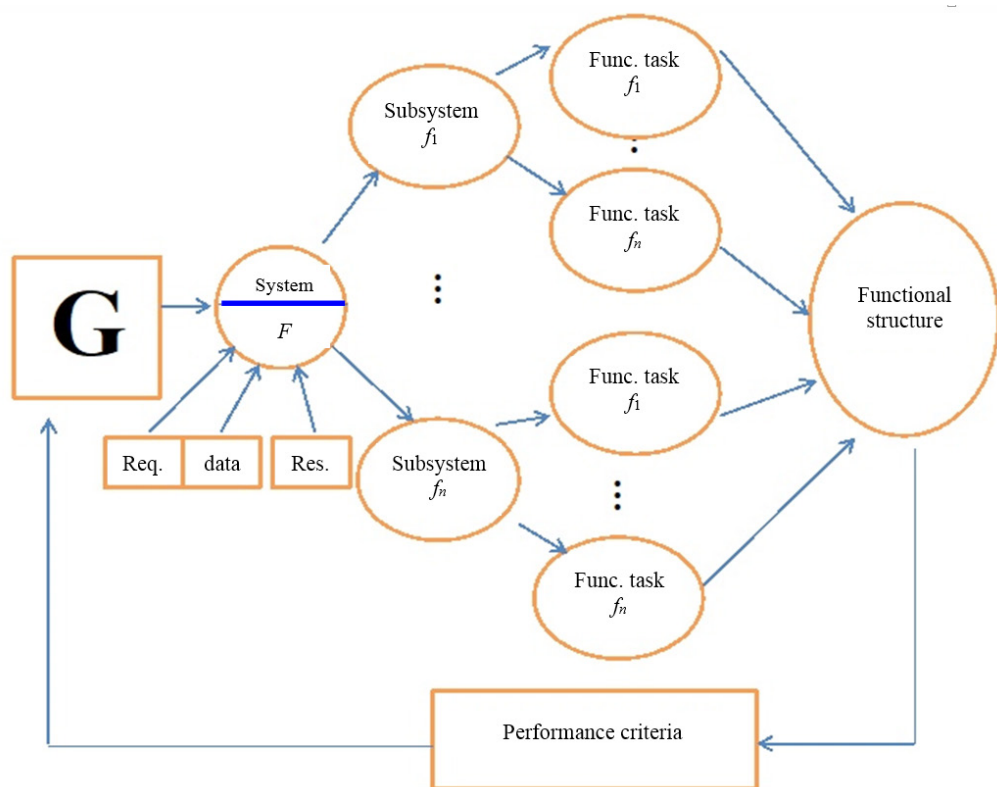 Func. task
f1
Subsystem
f1
Func. task
fn
G
System
F
Functional
structure
Func. task
f1
Req.
data
Res.
Subsystem
fn
Func. task
fn
Performance criteria